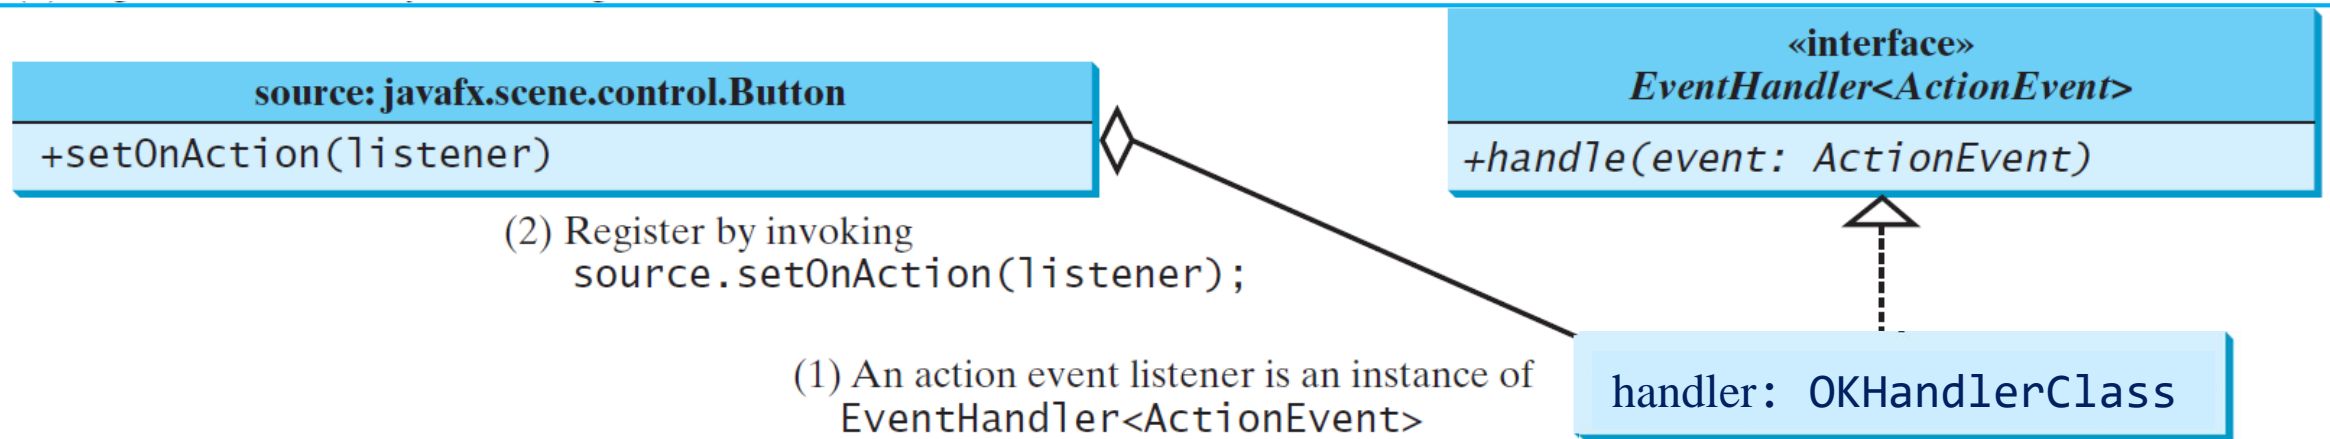 source: javafx.scene.control.Button
+setOnAction(listener)
«interface»
EventHandler<ActionEvent>
+handle(event: ActionEvent)
(2) Register by invoking
source.setOnAction(listener);
(1) An action event listener is an instance of
EventHandler<ActionEvent>
handler: OKHandlerClass